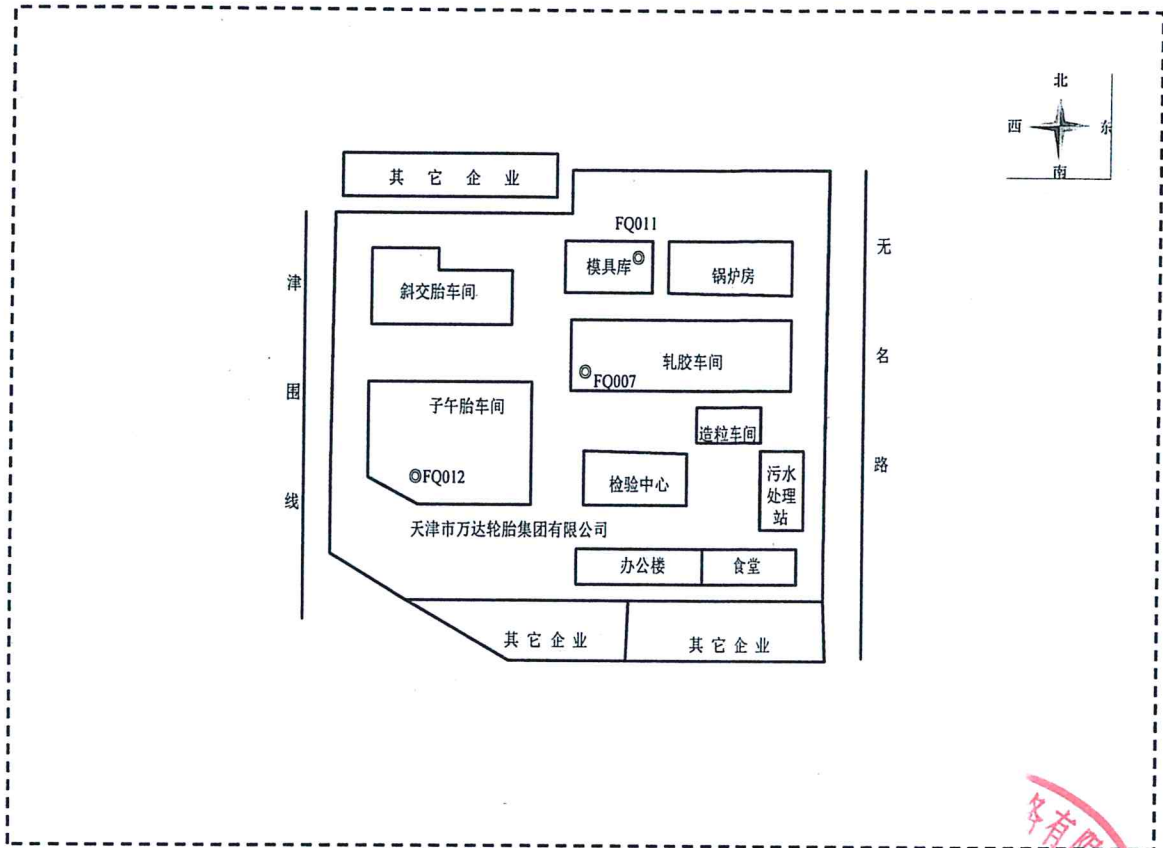 北
西 东
南
其 它 企 业
FQ011
无
模具库
锅炉房
津
斜交胎车间
名
轧胶车间
FQ007
围
子午胎车间
造粒车间
路
FQ012
检验中心
污水
处理
站
线
天津市万达轮胎集团有限公司
办公楼
食堂
其 它 企 业
其 它 企 业
有限